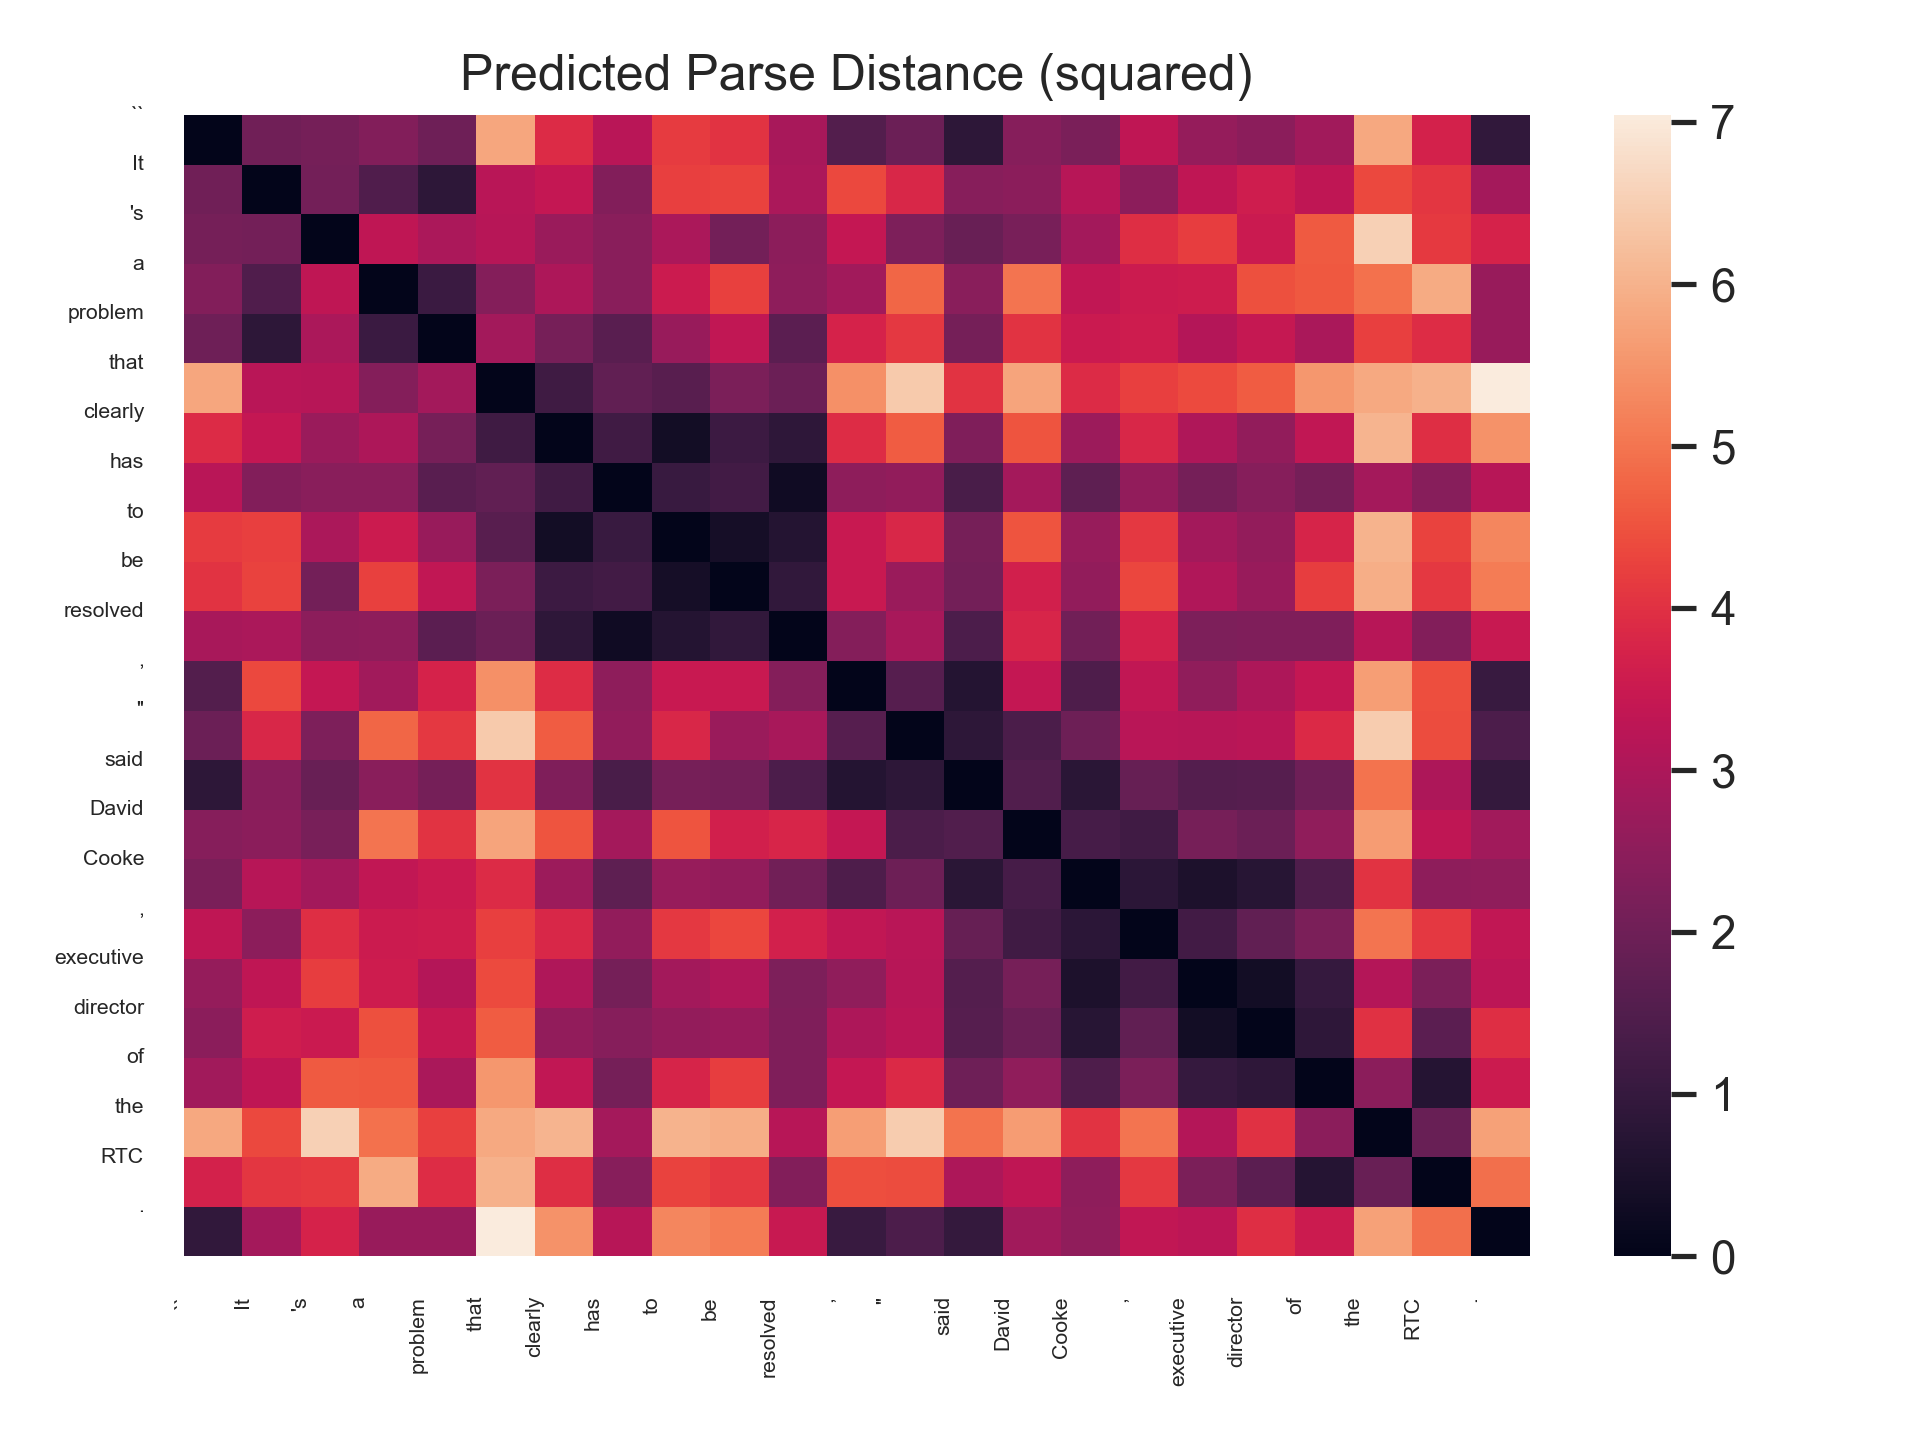 Predicted Parse Distance (squared)
``
It
's
a
problem
that
clearly
has
to
be
resolved
,
''
said
David
Cooke
,
executive
director
of
the
RTC
.
7
6
5
4
3
2
1
0
`` It 's a problem that clearly has to be resolved , '' said David Cooke , executive director of the RTC .